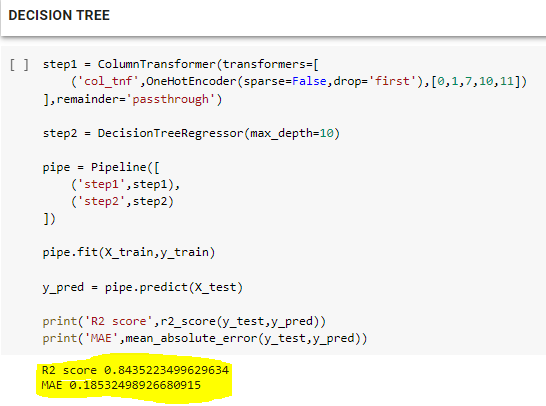 DECISION TREE
[ ] step1 = ColumnTransformer(transformers=[
('col_tnf',OneHotEncoder(sparse=False,drop='first'),[0,1,7,10,11])
],remainder='passthrough')
step2 = DecisionTreeRegressor(max_depth=10)
pipe = Pipeline([
('step1',step1),
('step2',step2)
])
pipe.fit(X_train,y_train)
y_pred = pipe.predict(X_test)
print('R2 score',r2_score(y_test,y_pred))
print('MAE',mean_absolute_error(y_test,y_pred))
R2 score 0.8435223499629634
MAE 0.18532498926680915